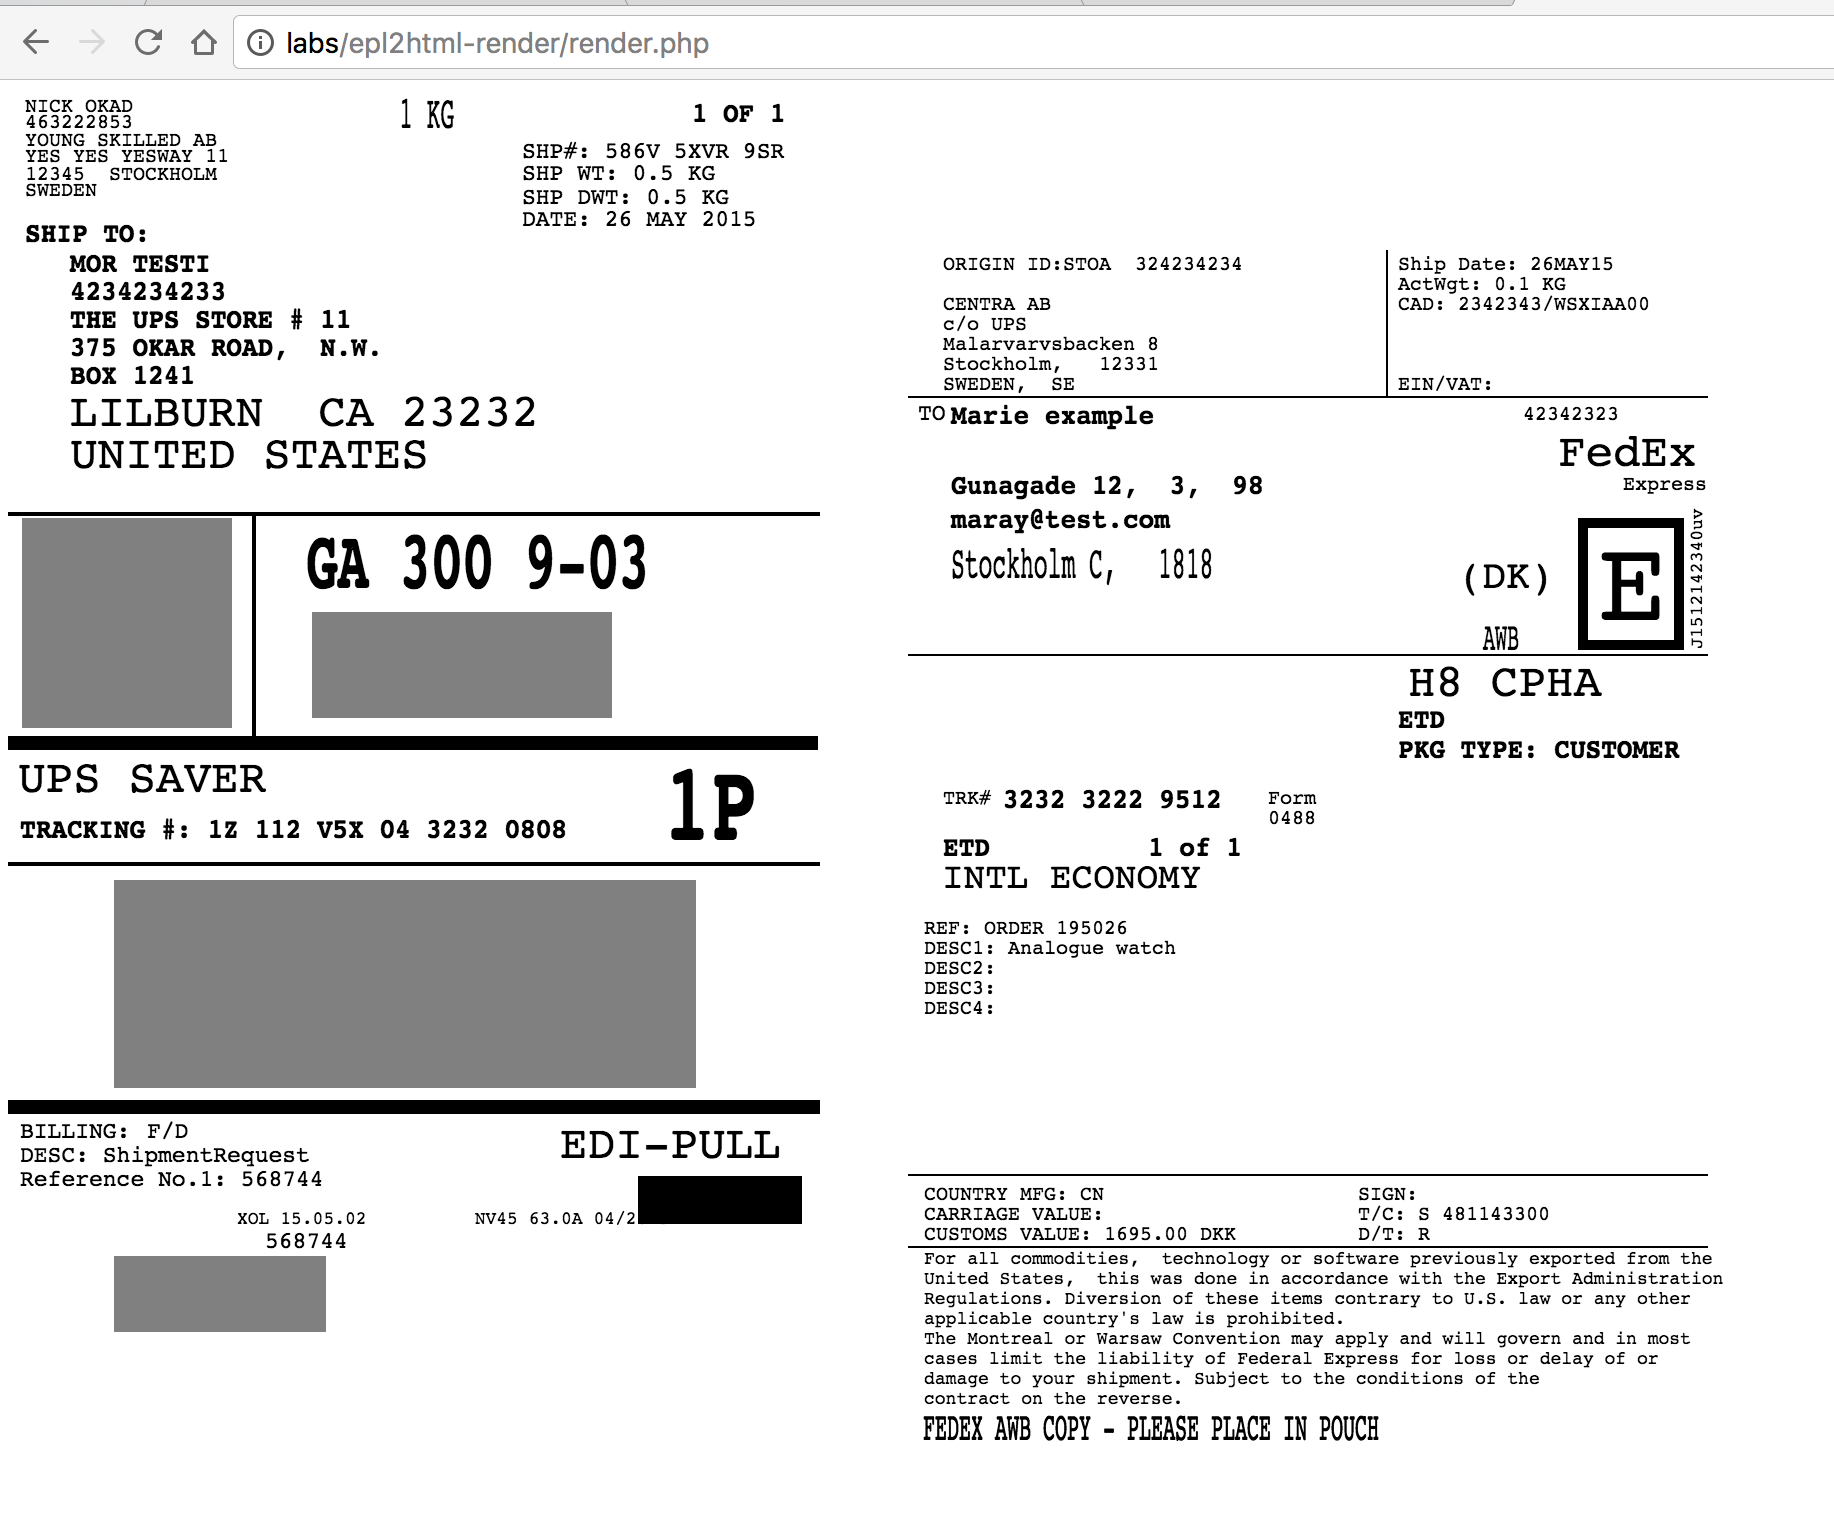 labs/epl2html-render/render.php
NICK OKAD
463222853
YOUNG SKILLED AB
YES YES YESWAY 11
12345 STOCKHOLM
SWEDEN
1 KG
1 OF 1
SHP#: 586V 5XVR 9SR
SHP WT: 0.5 KG
SHP DWT: 0.5 KG
DATE: 26 MAY 2015
SHIP TO:
MOR TESTI
4234234233
THE UPS STORE # 11
375 OKAR ROAD, N.W.
BOX 1241
LILBURN CA 23232
UNITED STATES
GA 300 9-03
UPS SAVER
TRACKING #: 1Z 112 V5X 04 3232 0808
1P
BILLING: F/D
DESC: ShipmentRequest
Reference No.1: 568744
EDI-PULL
XOL 15.05.02
NV45 63.0A 04/2
568744
ORIGIN ID:STOA 324234234
CENTRA AB
c/o UPS
Malarvarvsbacken 8
Stockholm, 12331
SWEDEN, SE
Ship Date: 26MAY15
ActWgt: 0.1 KG
CAD: 2342343/WSXIAA00
EIN/VAT:
TO Marie example
42342323
FedEx
Express
Gunagade 12, 3, 98
maray@test.com
Stockholm C, 1818
(DK)
E
J1512142340uv
AWB
H8 CPHA
ETD
PKG TYPE: CUSTOMER
TRK# 3232 3222 9512
Form
0488
ETD 1 of 1
INTL ECONOMY
REF: ORDER 195026
DESC1: Analogue watch
DESC2:
DESC3:
DESC4:
COUNTRY MFG: CN
CARRIAGE VALUE:
CUSTOMS VALUE: 1695.00 DKK
SIGN:
T/C: S 481143300
D/T: R
For all commodities, technology or software previously exported from the
United States, this was done in accordance with the Export Administration
Regulations. Diversion of these items contrary to U.S. law or any other
applicable country's law is prohibited.
The Montreal or Warsaw Convention may apply and will govern and in most
cases limit the liability of Federal Express for loss or delay of or
damage to your shipment. Subject to the conditions of the
contract on the reverse.
FEDEX AWB COPY - PLEASE PLACE IN POUCH